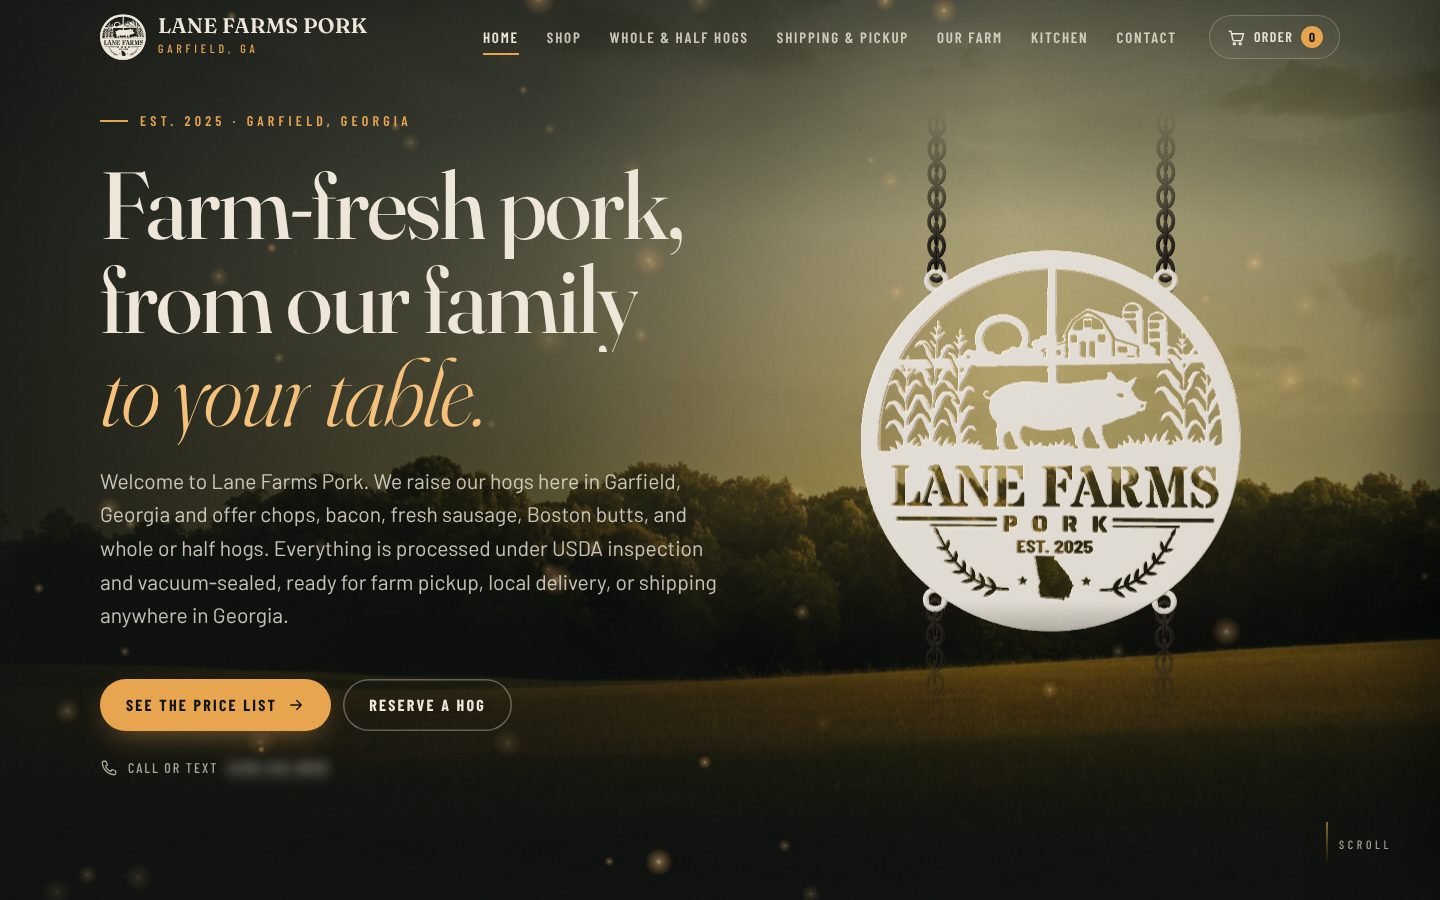 LANE FARMS PORK
GARFIELD, GA
LANE FARMS
HOME
SHOP
WHOLE & HALF HOGS
SHIPPING & PICKUP
OUR FARM
KITCHEN
CONTACT
ORDER 0
EST. 2025 · GARFIELD, GEORGIA
Farm-fresh pork,
from our family
to your table.
Welcome to Lane Farms Pork. We raise our hogs here in Garfield,
Georgia and offer chops, bacon, fresh sausage, Boston butts, and
whole or half hogs. Everything is processed under USDA inspection
and vacuum-sealed, ready for farm pickup, local delivery, or shipping
anywhere in Georgia.
SEE THE PRICE LIST →
RESERVE A HOG
CALL OR TEXT
LANE FARMS
PORK
EST. 2025
SCROLL